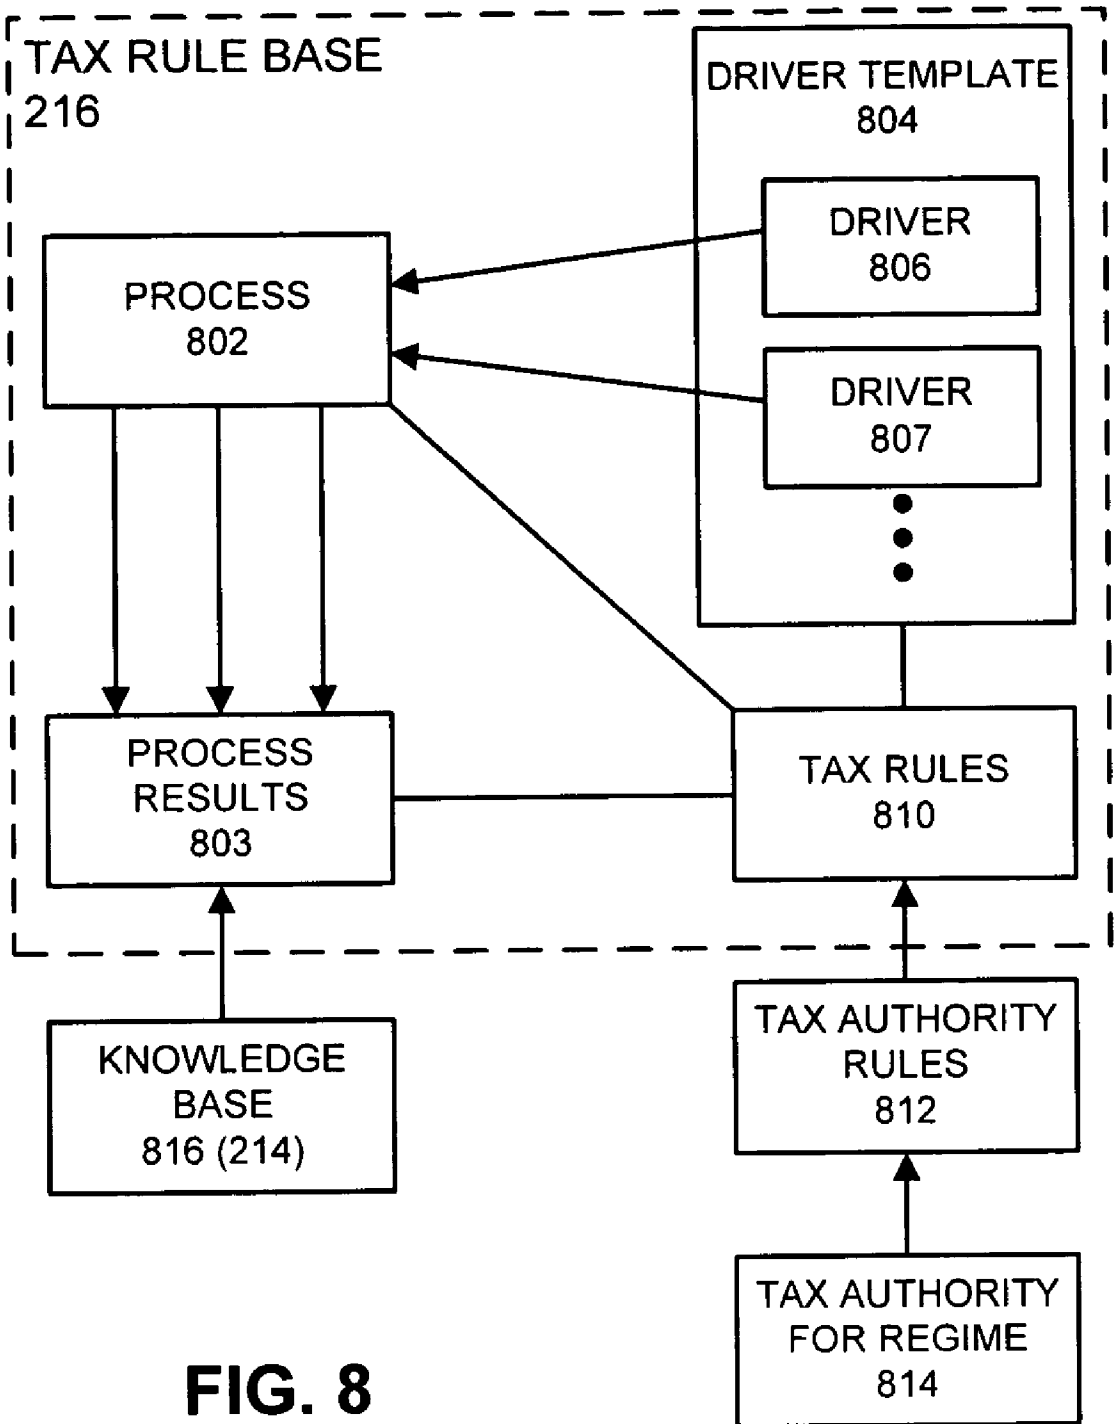 TAX RULE BASE
216
DRIVER TEMPLATE
804
DRIVER
806
PROCESS
802
DRIVER
807
PROCESS
RESULTS
803
TAX RULES
810
KNOWLEDGE
BASE
816 (214)
TAX AUTHORITY
RULES
812
TAX AUTHORITY
FOR REGIME
814
FIG. 8